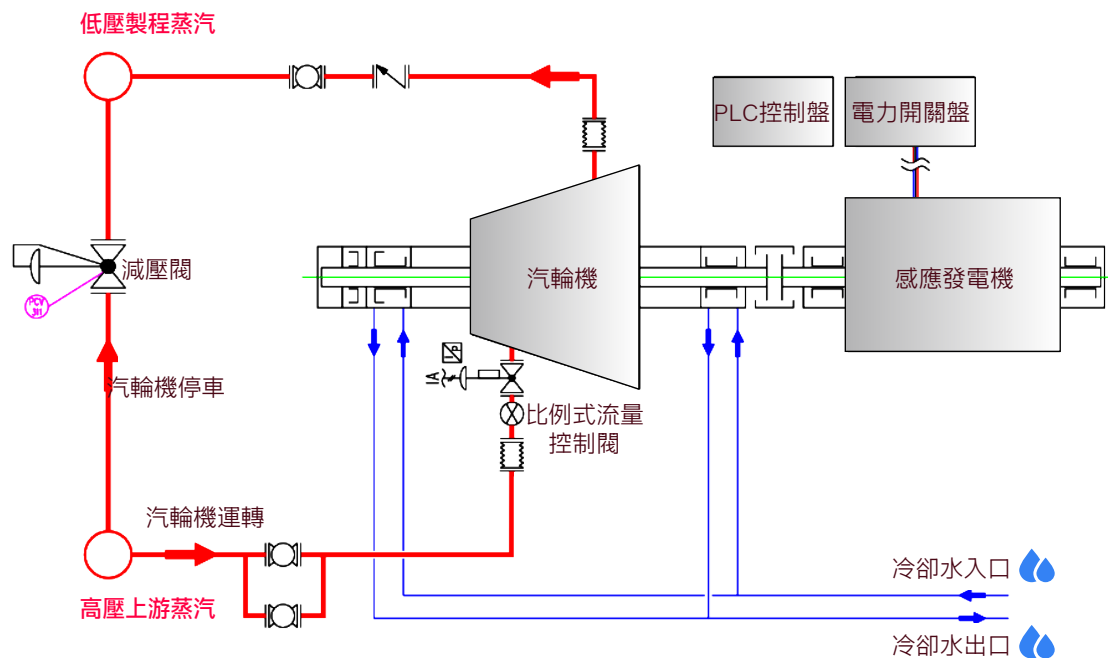 低壓製程蒸汽
PLC控制盤
電力開關盤
減壓閥
汽輪機
感應發電機
PCV
311
I/P
IA
汽輪機停車
比例式流量
控制閥
汽輪機運轉
高壓上游蒸汽
冷卻水入口
冷卻水出口